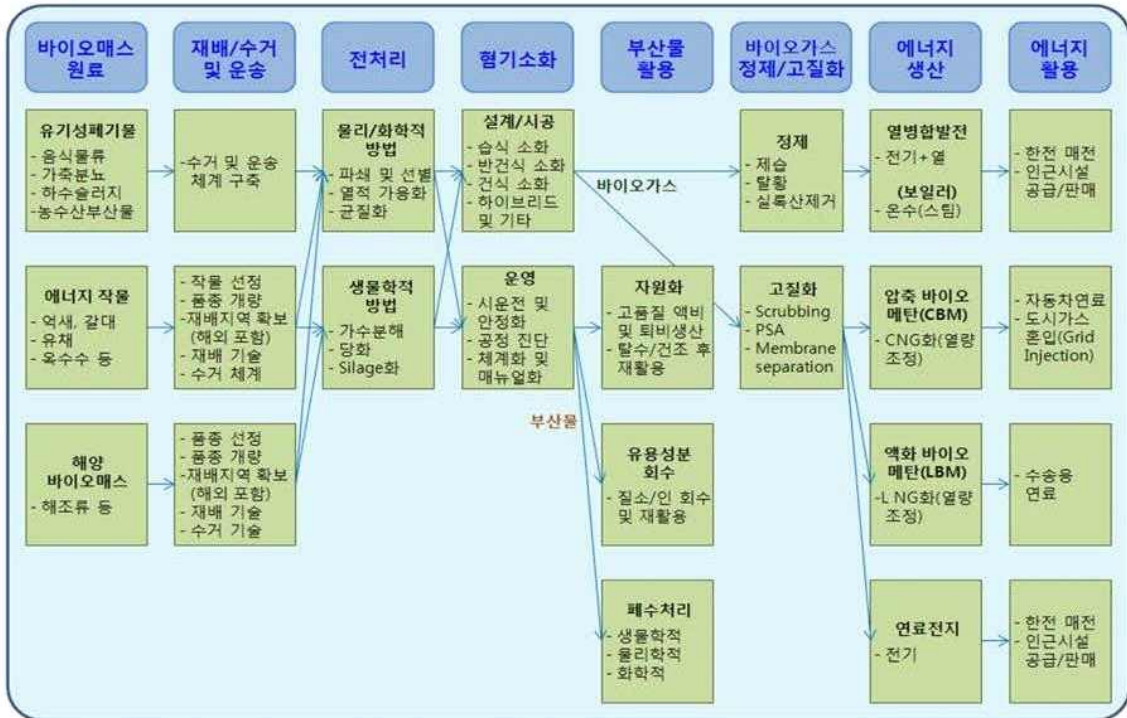 바이오매스
원료
재배/수거
및 운송
전처리
혐기소화
부산물
활용
바이오가스
정제/고질화
에너지
생산
에너지
활용
유기성폐기물
- 음식물류
- 가축분뇨
- 하수슬러지
-농수산부산물
-수거 및 운송
체계 구축
물리/화학적
방법
- 파쇄 및 선별
- 열적 가용화
- 균질화
설계/시공
- 습식 소화
- 반건식 소화
- 건식 소화
- 하이브리드
및 기타
바이오가스
정제
- 제습
- 탈황
- 실록산제거
열병합발전
- 전기+열
(보일러)
- 온수(스팀)
- 한전 매전
- 인근시설
공급/판매
에너지 작물
- 억새, 갈대
- 유채
- 옥수수 등
- 작물 선정
- 품종 개량
-재배지역 확보
(해외 포함)
- 재배 기술
- 수거 체계
생물학적
방법
- 가수분해
- 당화
- Silage화
운영
- 시운전 및
안정화
- 공정 진단
- 체계화 및
매뉴얼화
자원화
- 고품질 액비
및 퇴비생산
- 탈수/건조 후
재활용
고질화
- Scrubbing
- PSA
- Membrane
separation
압축 바이오
메탄(CBM)
- CNG화(열량
조정)
- 자동차연료
- 도시가스
혼입(Grid
Injection)
부산물
해양
바이오매스
- 해조류 등
- 품종 선정
- 품종 개량
-재배지역 확보
(해외 포함)
- 재배 기술
- 수거 기술
유용성분
회수
- 질소/인 회수
및 재활용
액화 바이오
메탄(LBM)
-L NG화(열량
조정)
- 수송용
연료
폐수처리
- 생물학적
- 물리학적
- 화학적
연료전지
- 전기
- 한전 매전
- 인근시설
공급/판매